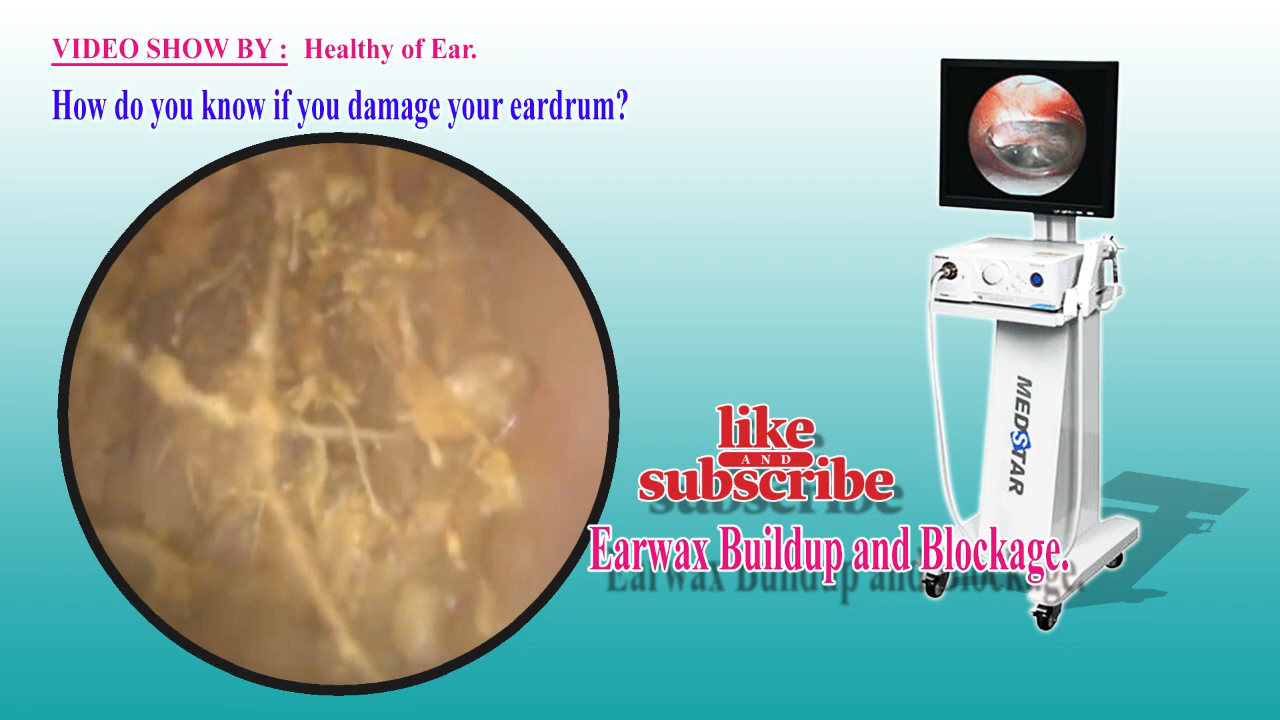 VIDEO SHOW BY : Healthy of Ear.
How do you know if you damage your eardrum?
like
AND
subscribe
MEDSTAR
Earwax Buildup and Blockage.